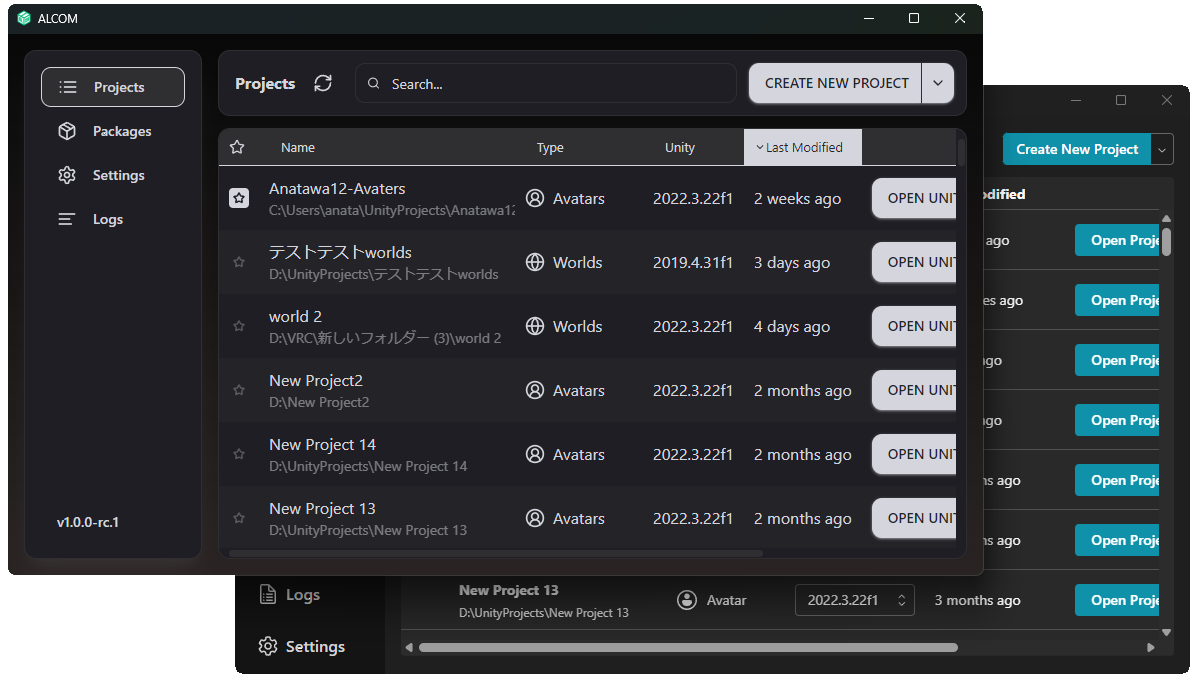 ALCOM
Projects
Packages
Settings
Logs
v1.0.0-rc.1
Projects
Search...
CREATE NEW PROJECT
Name Type Unity Last Modified
Anatawa12-Avaters
C:\Users\anata\UnityProjects\Anatawa12
Avatars 2022.3.22f1 2 weeks ago OPEN UNI
テストテストworlds
D:\UnityProjects\テストテストworlds
Worlds 2019.4.31f1 3 days ago OPEN UNI
world 2
D:\VRC\新しいフォルダー (3)\world 2
Worlds 2022.3.22f1 4 days ago OPEN UNI
New Project2
D:\New Project2
Avatars 2022.3.22f1 2 months ago OPEN UNI
New Project 14
D:\UnityProjects\New Project 14
Avatars 2022.3.22f1 2 months ago OPEN UNI
New Project 13
D:\UnityProjects\New Project 13
Avatars 2022.3.22f1 2 months ago OPEN UNI
Create New Project
odified
ago Open Proje
es ago Open Proje
ago Open Proje
ago Open Proje
hs ago Open Proje
hs ago Open Proje
Logs
Settings
New Project 13
D:\UnityProjects\New Project 13
Avatar 2022.3.22f1 3 months ago Open Proje